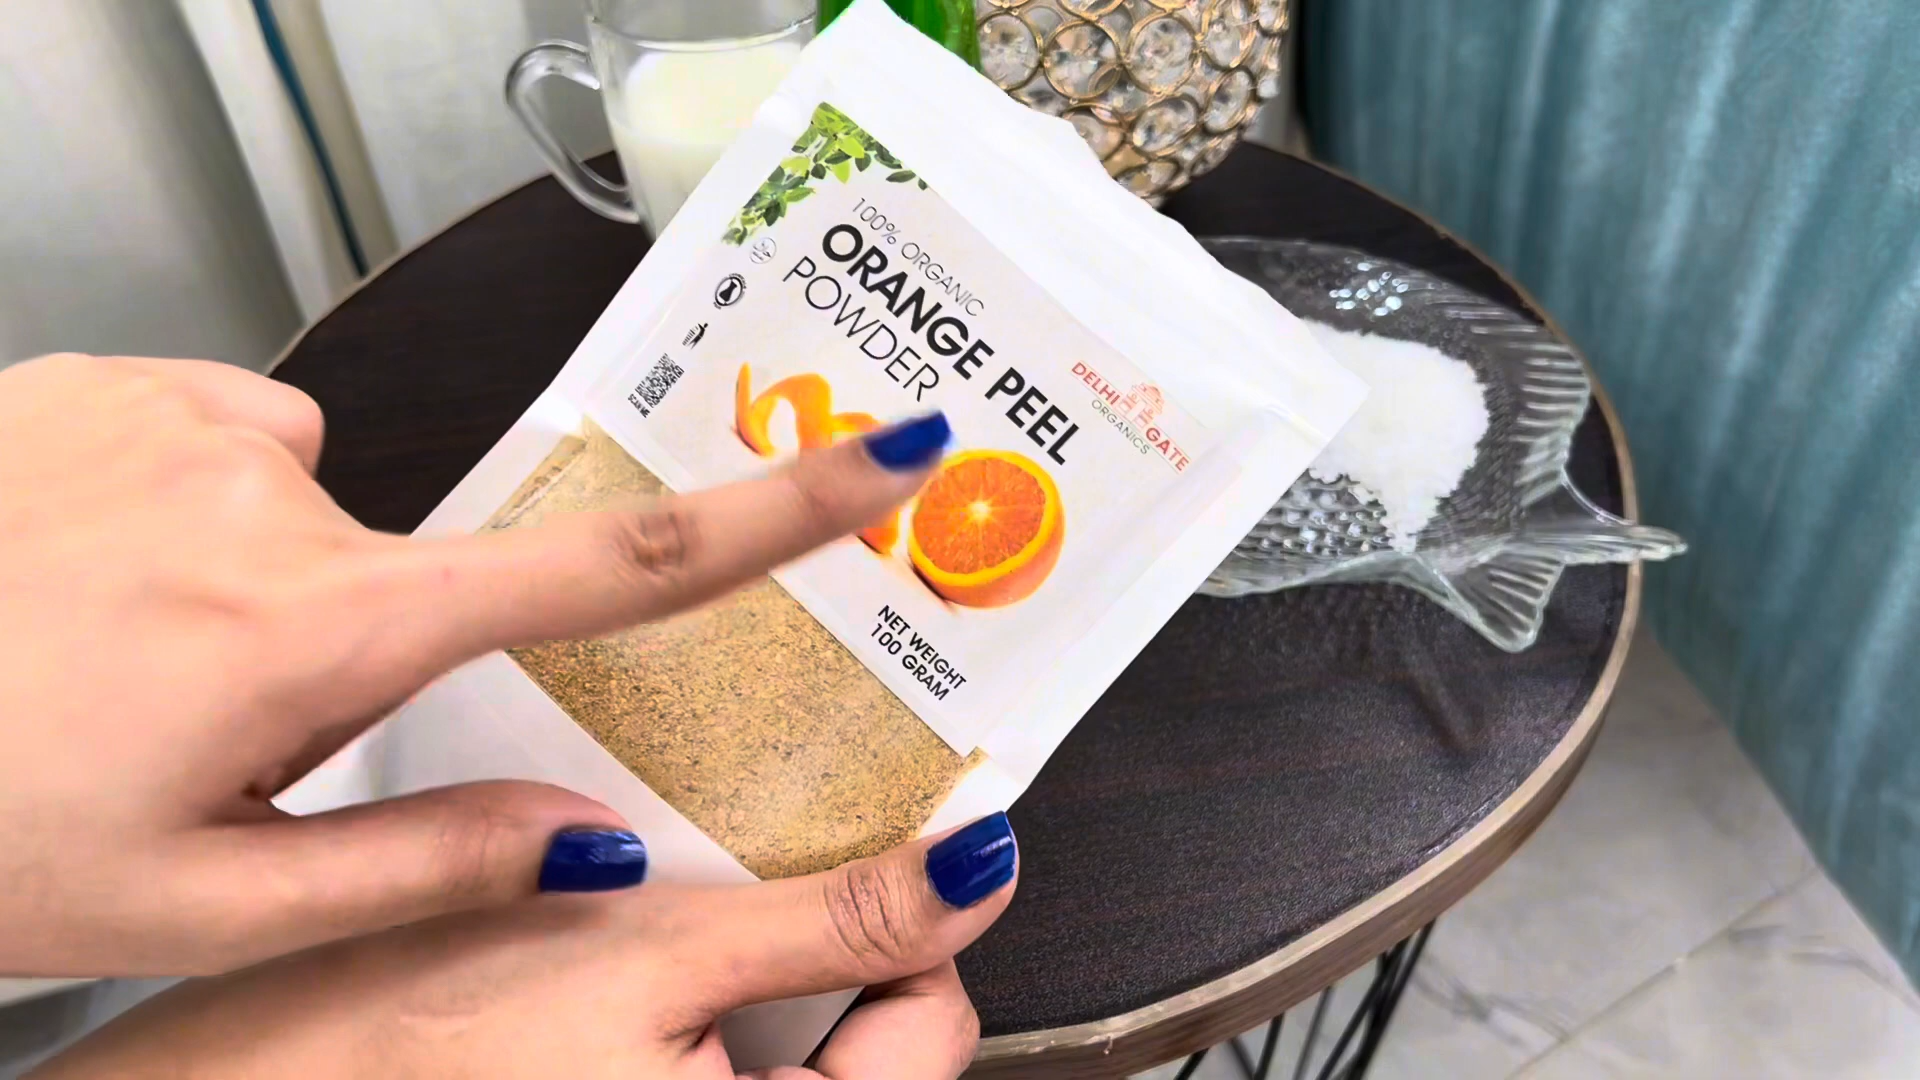 100% ORGANIC
ORANGE PEEL
POWDER
DELHI GATE
ORGANICS
SCAN ME
NET WEIGHT
100 GRAM